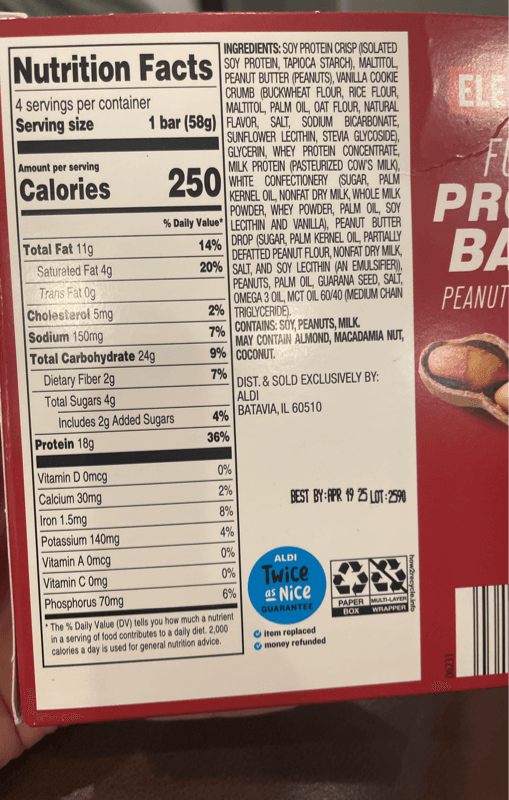 Nutrition Facts
4 servings per container
Serving size 1 bar (58g)
Amount per serving
Calories 250
% Daily Value*
Total Fat 11g 14%
Saturated Fat 4g 20%
Trans Fat 0g
Cholesterol 5mg 2%
Sodium 150mg 7%
Total Carbohydrate 24g 9%
Dietary Fiber 2g 7%
Total Sugars 4g
Includes 2g Added Sugars 4%
Protein 18g 36%
Vitamin D 0mcg 0%
Calcium 30mg 2%
Iron 1.5mg 8%
Potassium 140mg 4%
Vitamin A 0mcg 0%
Vitamin C 0mg 0%
Phosphorus 70mg 6%
* The % Daily Value (DV) tells you how much a nutrient
in a serving of food contributes to a daily diet. 2,000
calories a day is used for general nutrition advice.
INGREDIENTS: SOY PROTEIN CRISP (ISOLATED
SOY PROTEIN, TAPIOCA STARCH), MALTITOL,
PEANUT BUTTER (PEANUTS), VANILLA COOKIE
CRUMB (BUCKWHEAT FLOUR, RICE FLOUR,
MALTITOL, PALM OIL, OAT FLOUR, NATURAL
FLAVOR, SALT, SODIUM BICARBONATE,
SUNFLOWER LECITHIN, STEVIA GLYCOSIDE),
GLYCERIN, WHEY PROTEIN CONCENTRATE,
MILK PROTEIN (PASTEURIZED COW'S MILK),
WHITE CONFECTIONERY (SUGAR, PALM
KERNEL OIL, NONFAT DRY MILK, WHOLE MILK
POWDER, WHEY POWDER, PALM OIL, SOY
LECITHIN AND VANILLA), PEANUT BUTTER
DROP (SUGAR, PALM KERNEL OIL, PARTIALLY
DEFATTED PEANUT FLOUR, NONFAT DRY MILK,
SALT, AND SOY LECITHIN (AN EMULSIFIER)),
PEANUTS, PALM OIL, GUARANA SEED, SALT,
OMEGA 3 OIL, MCT OIL 60/40 (MEDIUM CHAIN
TRIGLYCERIDE).
CONTAINS: SOY, PEANUTS, MILK.
MAY CONTAIN ALMOND, MACADAMIA NUT,
COCONUT.
DIST. & SOLD EXCLUSIVELY BY:
ALDI
BATAVIA, IL 60510
BEST BY:APR 19 25 LOT:2590
ALDI
Twice
as Nice
GUARANTEE
item replaced
money refunded
PAPER
BOX
MULTI-LAYER
WRAPPER
how2recycle.info
ELE
FU
PRO
BA
PEANUT